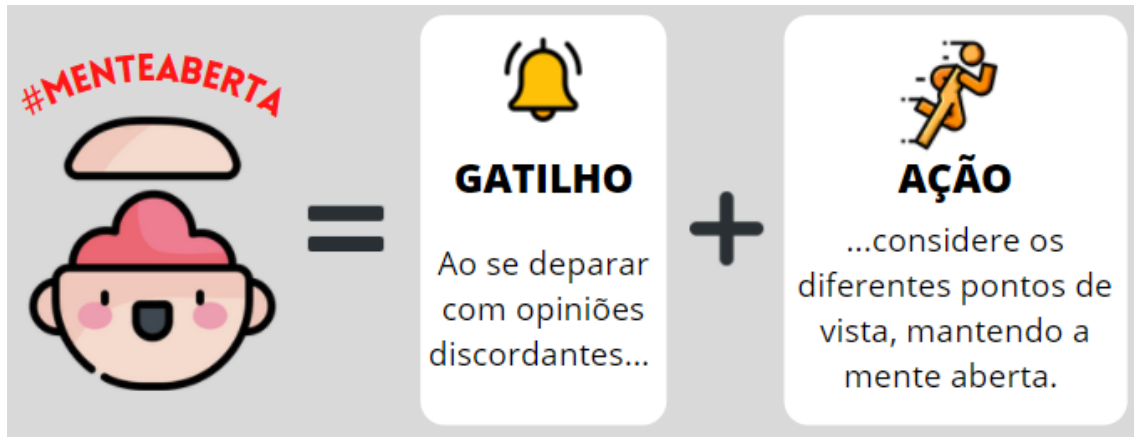 #MENTEABERTA
GATILHO
Ao se deparar
com opiniões
discordantes...
AÇÃO
...considere os
diferentes pontos de
vista, mantendo a
mente aberta.